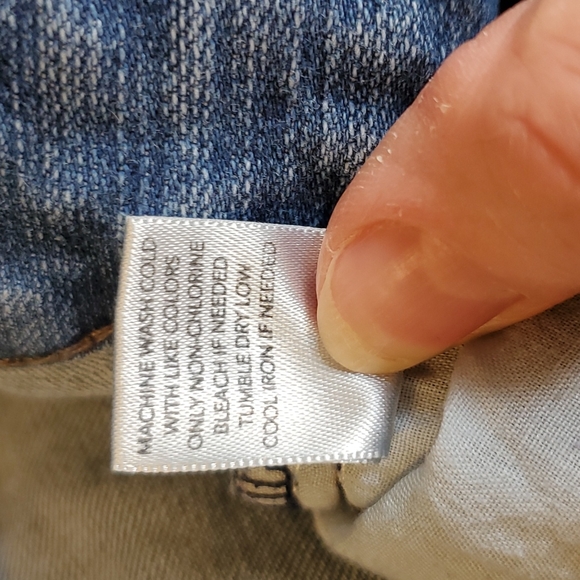 MACHINE WASH COLD
WITH LIKE COLORS
ONLY NON-CHLORINE
BLEACH IF NEEDED
TUMBLE DRY LOW
COOL IRON IF NEEDED